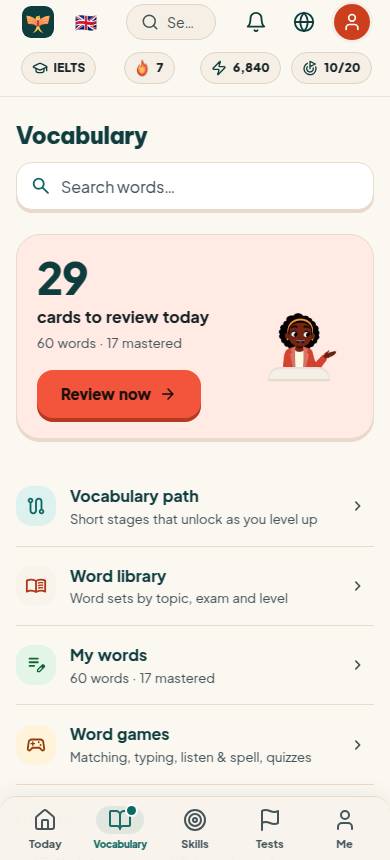 Se...
IELTS
7
6,840
10/20
Vocabulary
Search words...
29
cards to review today
60 words · 17 mastered
Review now
Vocabulary path
Short stages that unlock as you level up
Word library
Word sets by topic, exam and level
My words
60 words · 17 mastered
Word games
Matching, typing, listen & spell, quizzes
Today
Vocabulary
Skills
Tests
Me